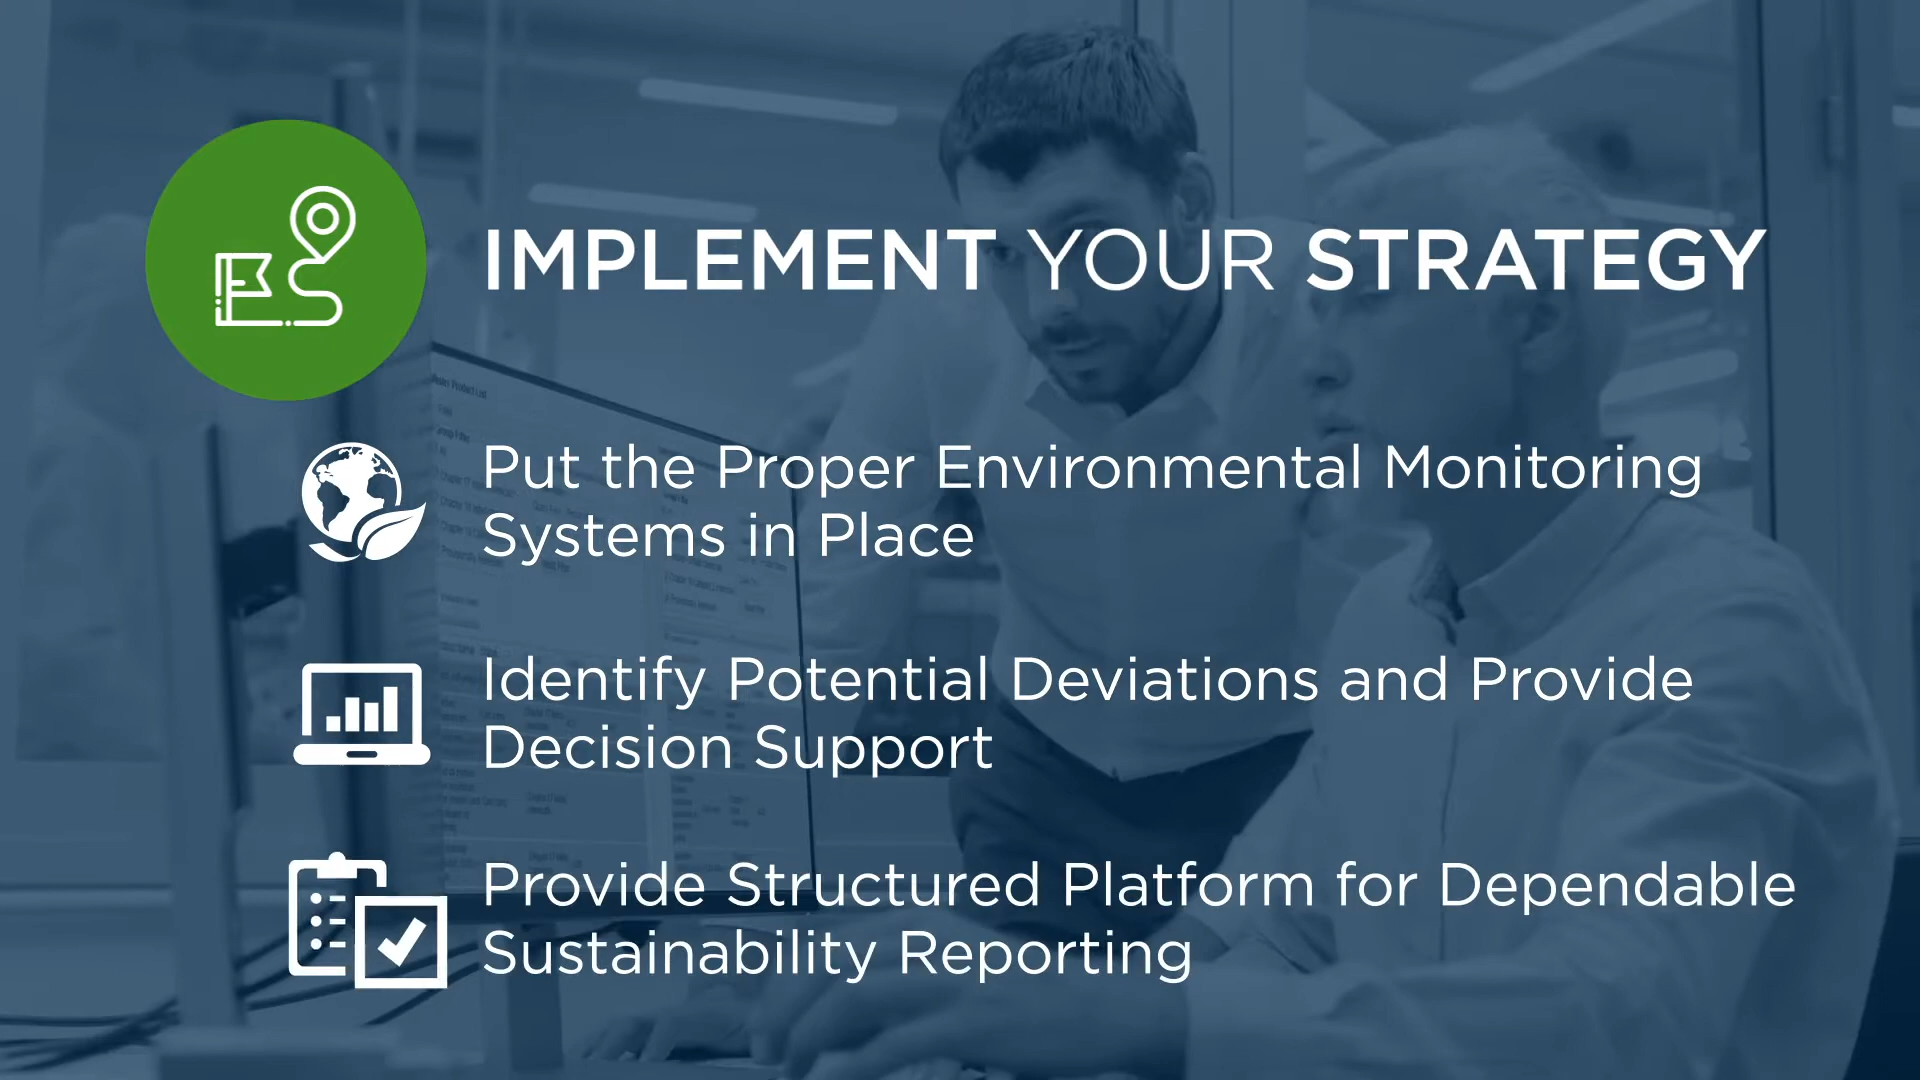 IMPLEMENT YOUR STRATEGY
Put the Proper Environmental Monitoring
Systems in Place
Identify Potential Deviations and Provide
Decision Support
Provide Structured Platform for Dependable
Sustainability Reporting